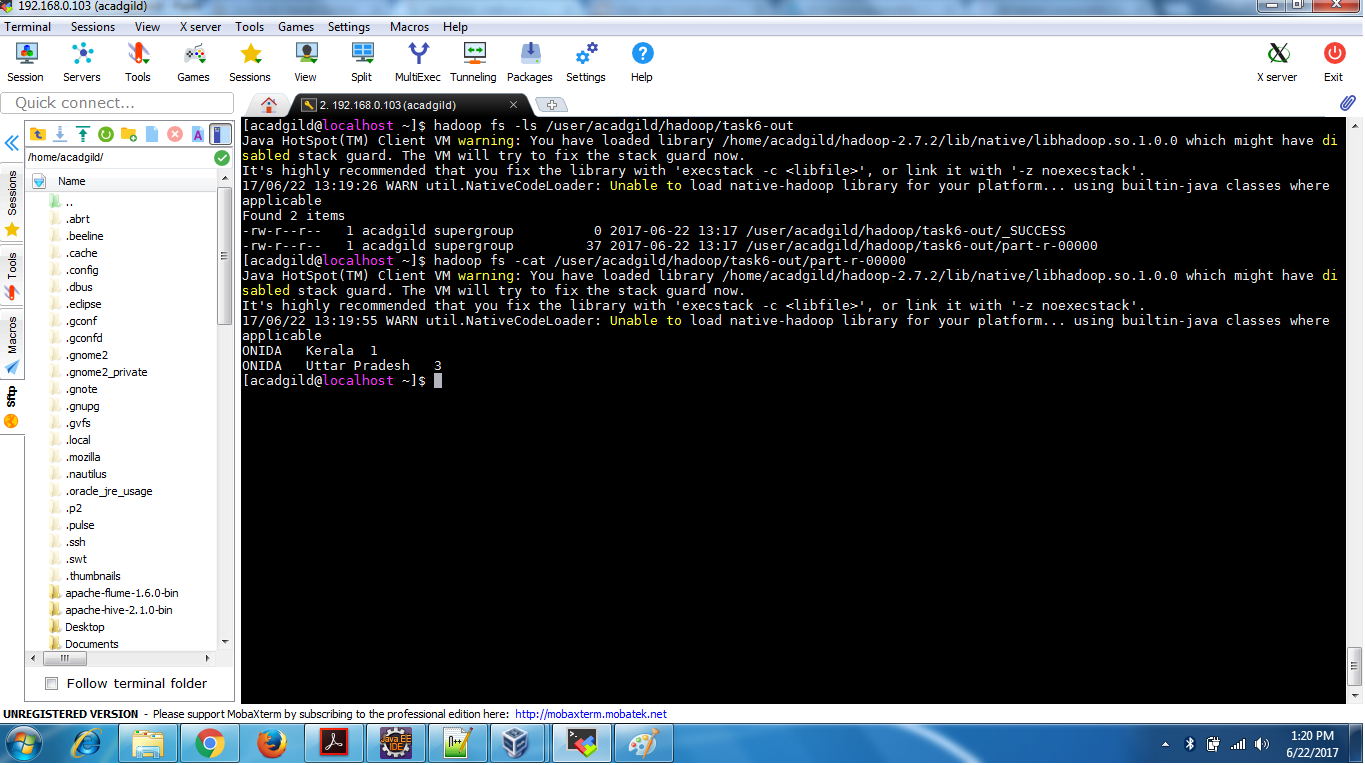 192.168.0.103 (acadgild)
Terminal Sessions View X server Tools Games Settings Macros Help
Session Servers Tools Games Sessions View Split MultiExec Tunneling Packages Settings Help X server Exit
Quick connect...
2. 192.168.0.103 (acadgild)
/home/acadgild/
Name
..
.abrt
.beeline
.cache
.config
.dbus
.eclipse
.gconf
.gconfd
.gnome2
.gnome2_private
.gnote
.gnupg
.gvfs
.local
.mozilla
.nautilus
.oracle_jre_usage
.p2
.pulse
.ssh
.swt
.thumbnails
apache-flume-1.6.0-bin
apache-hive-2.1.0-bin
Desktop
Documents
Follow terminal folder
Sessions
Tools
Macros
Sftp
[acadgild@localhost ~]$ hadoop fs -ls /user/acadgild/hadoop/task6-out
Java HotSpot(TM) Client VM warning: You have loaded library /home/acadgild/hadoop-2.7.2/lib/native/libhadoop.so.1.0.0 which might have di
sabled stack guard. The VM will try to fix the stack guard now.
It's highly recommended that you fix the library with 'execstack -c <libfile>', or link it with '-z noexecstack'.
17/06/22 13:19:26 WARN util.NativeCodeLoader: Unable to load native-hadoop library for your platform... using builtin-java classes where
applicable
Found 2 items
-rw-r--r--   1 acadgild supergroup          0 2017-06-22 13:17 /user/acadgild/hadoop/task6-out/_SUCCESS
-rw-r--r--   1 acadgild supergroup         37 2017-06-22 13:17 /user/acadgild/hadoop/task6-out/part-r-00000
[acadgild@localhost ~]$ hadoop fs -cat /user/acadgild/hadoop/task6-out/part-r-00000
Java HotSpot(TM) Client VM warning: You have loaded library /home/acadgild/hadoop-2.7.2/lib/native/libhadoop.so.1.0.0 which might have di
sabled stack guard. The VM will try to fix the stack guard now.
It's highly recommended that you fix the library with 'execstack -c <libfile>', or link it with '-z noexecstack'.
17/06/22 13:19:55 WARN util.NativeCodeLoader: Unable to load native-hadoop library for your platform... using builtin-java classes where
applicable
ONIDA   Kerala  1
ONIDA   Uttar Pradesh   3
[acadgild@localhost ~]$
UNREGISTERED VERSION - Please support MobaXterm by subscribing to the professional edition here: http://mobaxterm.mobatek.net
Java EE
IDE
1:20 PM
6/22/2017